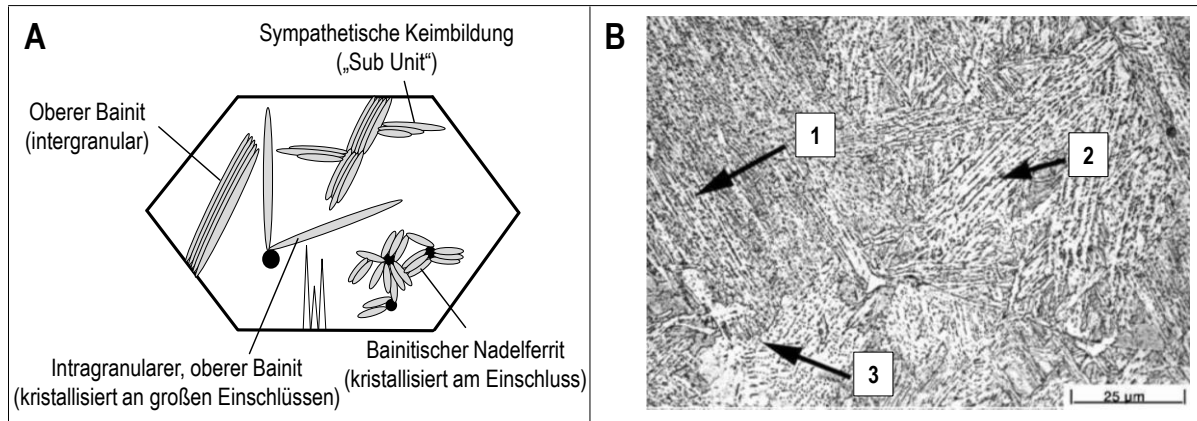 A
Sympathetische Keimbildung
(„Sub Unit“)
Oberer Bainit
(intergranular)
Intragranularer, oberer Bainit
(kristallisiert an großen Einschlüssen)
Bainitischer Nadelferrit
(kristallisiert am Einschluss)
B
1
2
3
25 µm